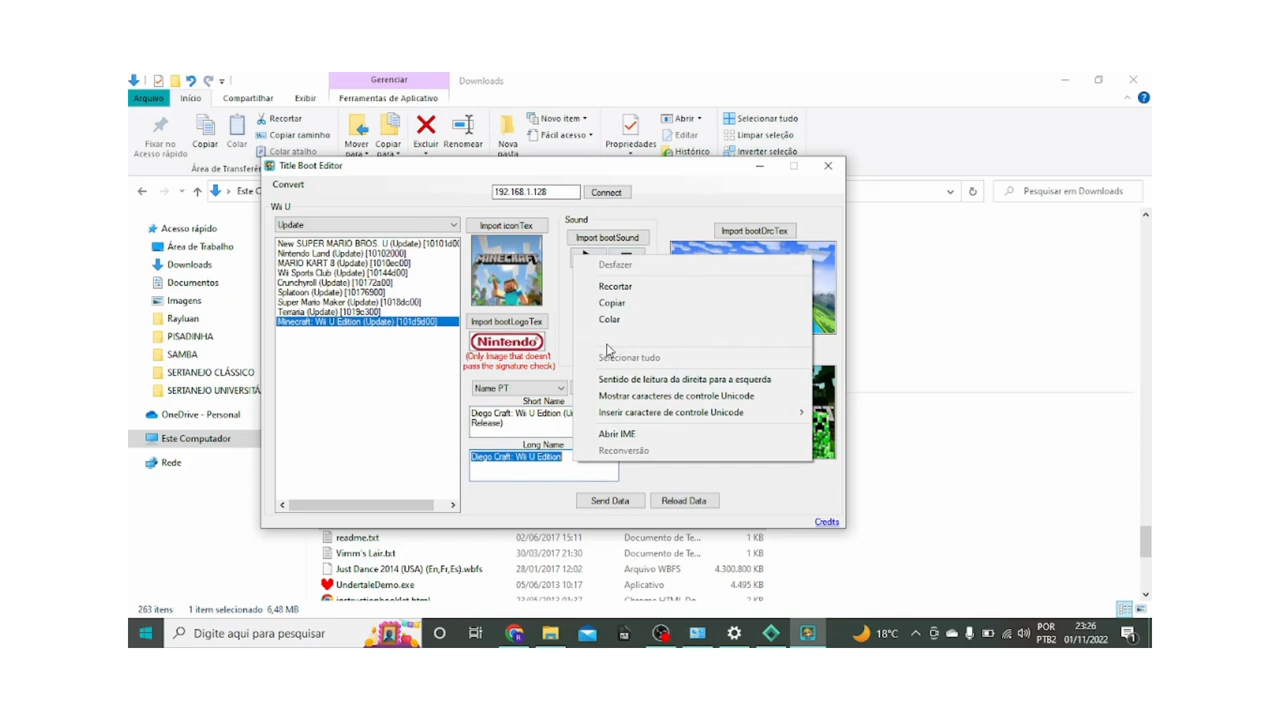 Gerenciar
Downloads
Arquivo
Início
Compartilhar
Exibir
Ferramentas de Aplicativo
Fixar no
Acesso rápido
Copiar
Colar
Recortar
Copiar caminho
Colar atalho
Mover
para
Copiar
para
Excluir
Renomear
Nova
pasta
Novo item
Fácil acesso
Propriedades
Abrir
Editar
Histórico
Selecionar tudo
Limpar seleção
Inverter seleção
Área de Transferê
Este C
Pesquisar em Downloads
Title Boot Editor
Convert
192.168.1.128
Connect
Wii U
Update
New SUPER MARIO BROS. U (Update) [10101d0
Nintendo Land (Update) [10102000]
MARIO KART 8 (Update) [1010ec00]
Wii Sports Club (Update) [10144d00]
Crunchyroll (Update) [10172a00]
Splatoon (Update) [10176900]
Super Mario Maker (Update) [1018dc00]
Terraria (Update) [1019c300]
Minecraft: Wii U Edition (Update) [101d9d00]
Import iconTex
MINECRAFT
Import bootLogoTex
Nintendo
(Only image that doesn't
pass the signature check)
Name PT
Short Name
Diego Craft: Wii U Edition (U
Release)
Long Name
Diego Craft: Wii U Edition
Sound
Import bootSound
Import bootDrcTex
Desfazer
Recortar
Copiar
Colar
Selecionar tudo
Sentido de leitura da direita para a esquerda
Mostrar caracteres de controle Unicode
Inserir caractere de controle Unicode
Abrir IME
Reconversão
Send Data
Reload Data
Credts
Acesso rápido
Área de Trabalho
Downloads
Documentos
Imagens
Rayluan
PISADINHA
SAMBA
SERTANEJO CLÁSSICO
SERTANEJO UNIVERSITÁ
OneDrive - Personal
Este Computador
Rede
readme.txt 02/06/2017 15:11 Documento de Te... 1 KB
Vimm's Lair.txt 30/03/2017 21:30 Documento de Te... 1 KB
Just Dance 2014 (USA) (En,Fr,Es).wbfs 28/01/2017 12:02 Arquivo WBFS 4.300.800 KB
UndertaleDemo.exe 05/06/2013 10:17 Aplicativo 4.495 KB
263 itens 1 item selecionado 6,48 MB
Digite aqui para pesquisar
18°C
POR
PTB2
23:26
01/11/2022